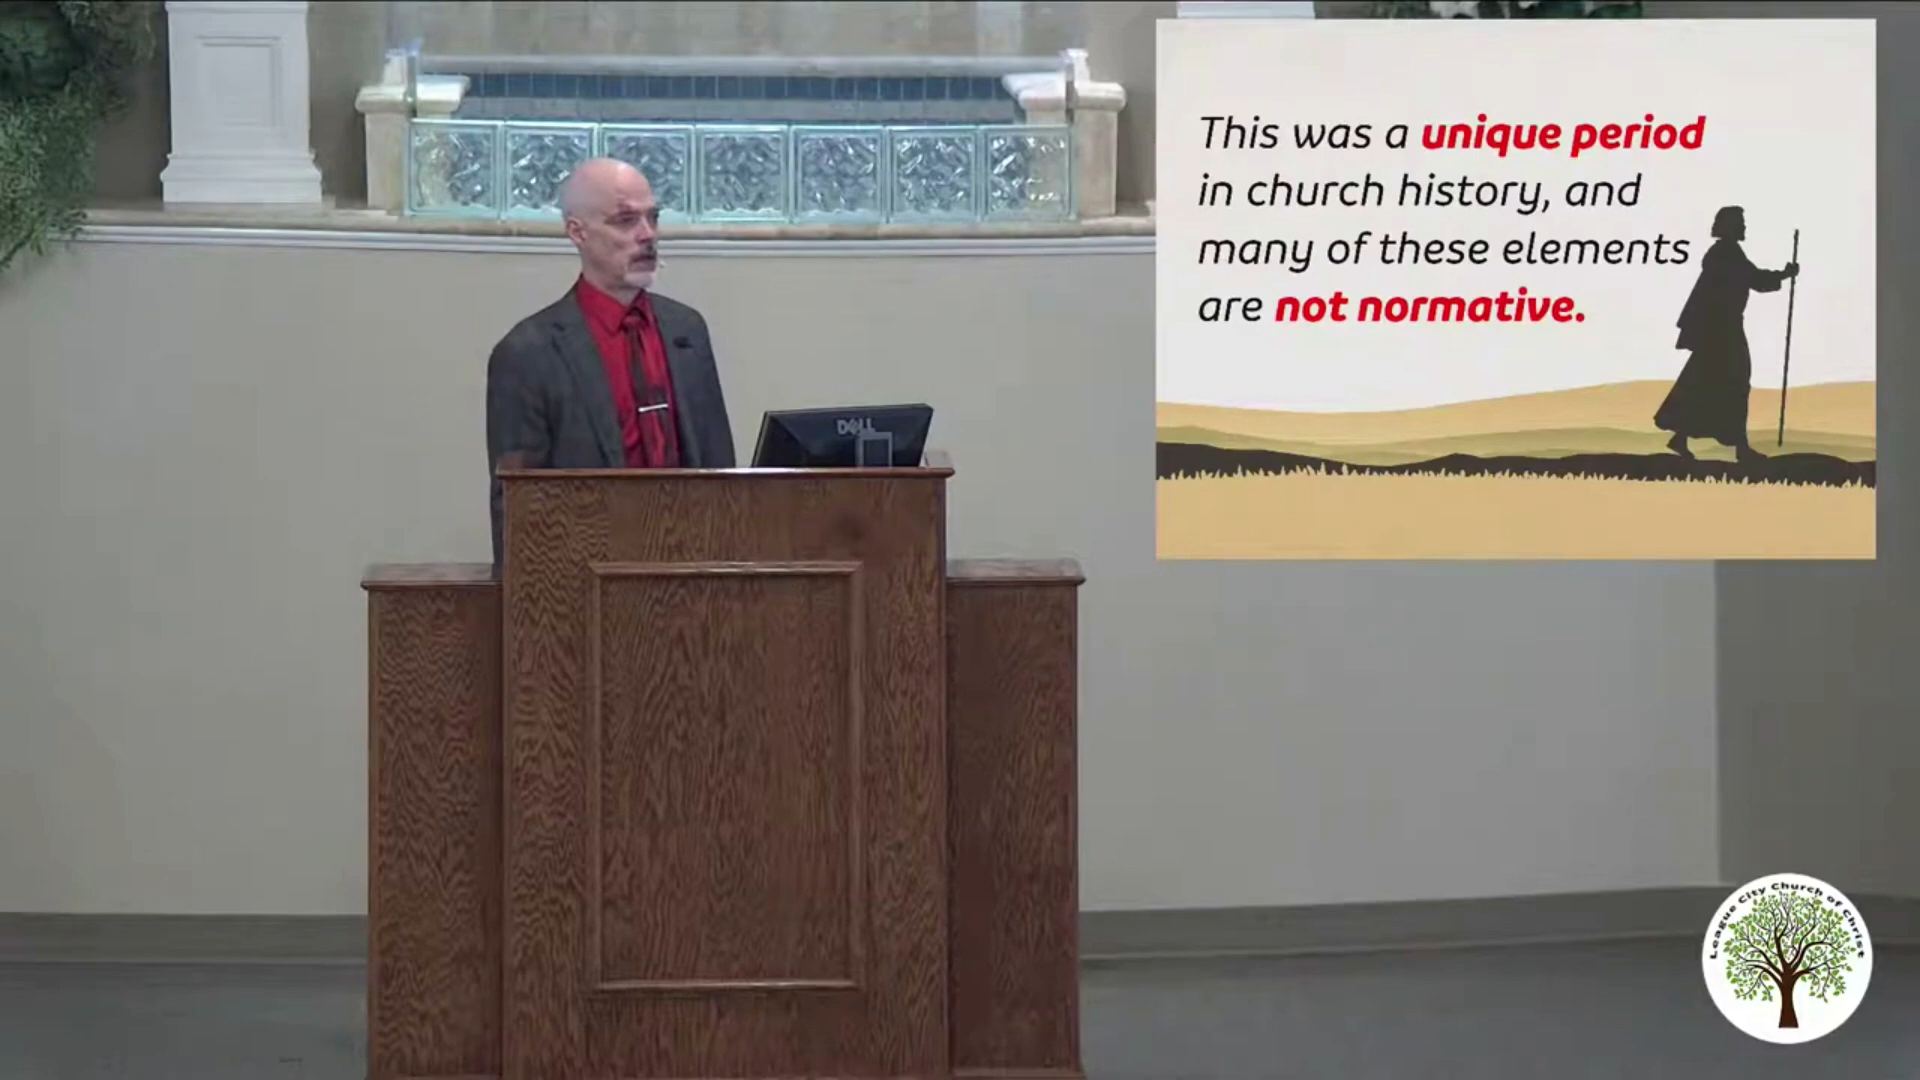 This was a unique period
in church history, and
many of these elements
are not normative.
DELL
League City Church of Christ